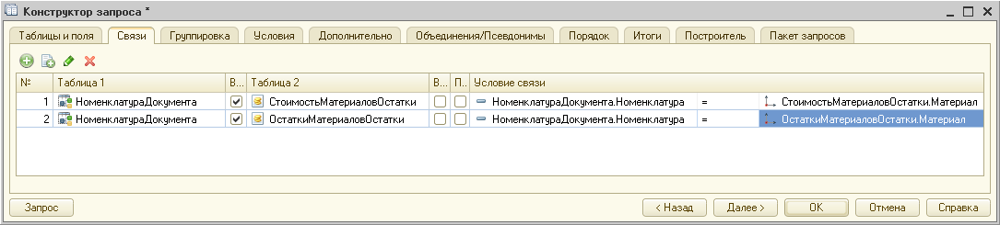 Конструктор запроса *
Таблицы и поля Связи Группировка Условия Дополнительно Объединения/Псевдонимы Порядок Итоги Построитель Пакет запросов
№ Таблица 1 В... Таблица 2 В... П... Условие связи
1 НоменклатураДокумента СтоимостьМатериаловОстатки НоменклатураДокумента.Номенклатура = СтоимостьМатериаловОстатки.Материал
2 НоменклатураДокумента ОстаткиМатериаловОстатки НоменклатураДокумента.Номенклатура = ОстаткиМатериаловОстатки.Материал
Запрос < Назад Далее > OK Отмена Справка